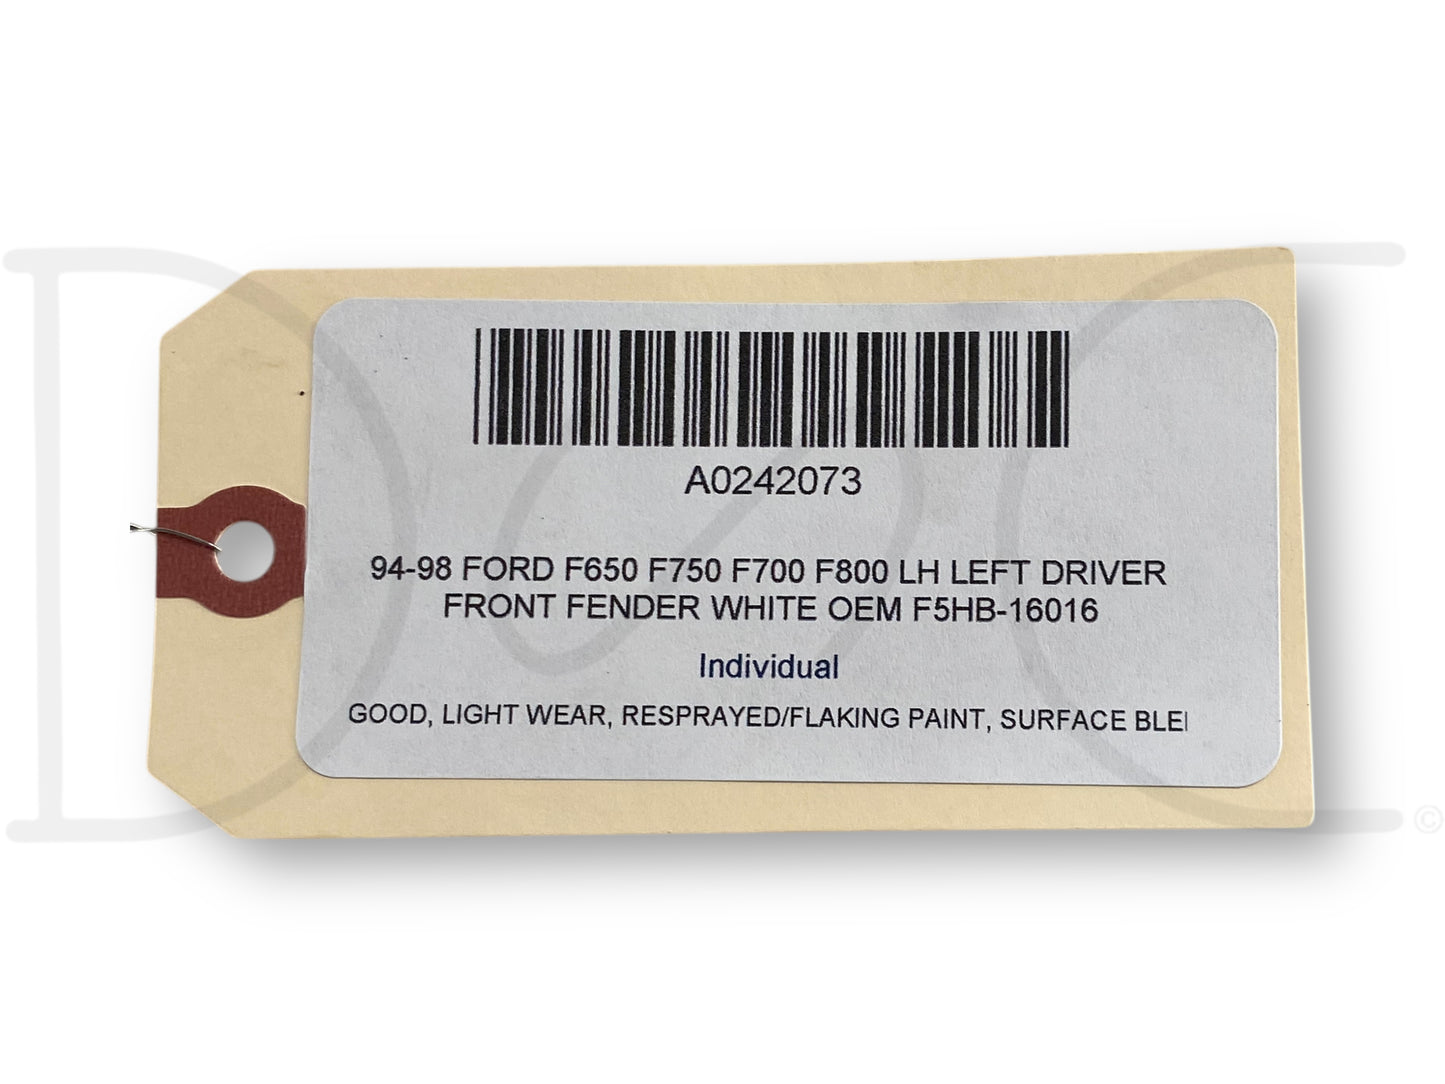 A0242073
94-98 FORD F650 F750 F700 F800 LH LEFT DRIVER
FRONT FENDER WHITE OEM F5HB-16016
Individual
GOOD, LIGHT WEAR, RESPRAYED/FLAKING PAINT, SURFACE BLE
©